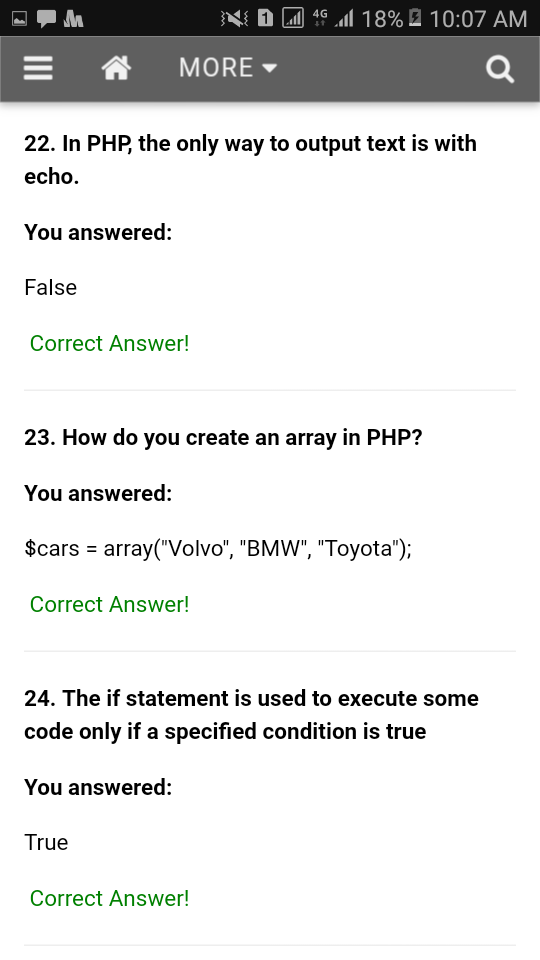 1 4G 18% 10:07 AM
MORE
22. In PHP, the only way to output text is with
echo.
You answered:
False
Correct Answer!
23. How do you create an array in PHP?
You answered:
$cars = array("Volvo", "BMW", "Toyota");
Correct Answer!
24. The if statement is used to execute some
code only if a specified condition is true
You answered:
True
Correct Answer!